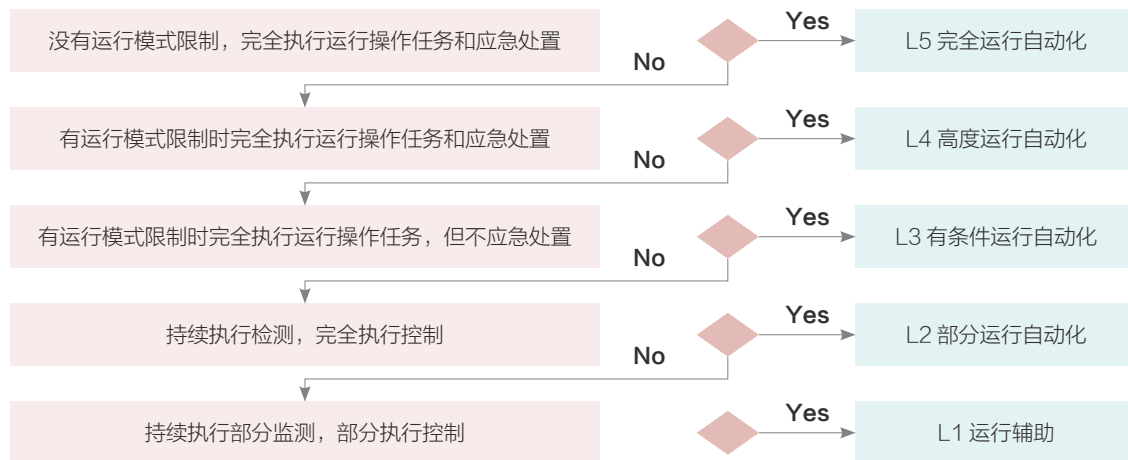 没有运行模式限制，完全执行运行操作任务和应急处置
Yes
L5 完全运行自动化
No
有运行模式限制时完全执行运行操作任务和应急处置
Yes
L4 高度运行自动化
No
有运行模式限制时完全执行运行操作任务，但不应急处置
Yes
L3 有条件运行自动化
No
持续执行检测，完全执行控制
Yes
L2 部分运行自动化
No
持续执行部分监测，部分执行控制
Yes
L1 运行辅助